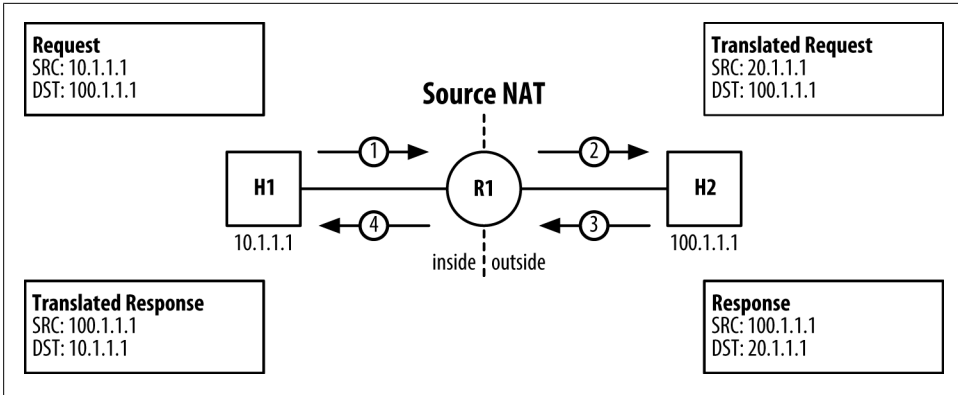 Request
SRC: 10.1.1.1
DST: 100.1.1.1
Translated Request
SRC: 20.1.1.1
DST: 100.1.1.1
Source NAT
1
2
H1
R1
H2
4
3
10.1.1.1
100.1.1.1
inside
outside
Translated Response
SRC: 100.1.1.1
DST: 10.1.1.1
Response
SRC: 100.1.1.1
DST: 20.1.1.1